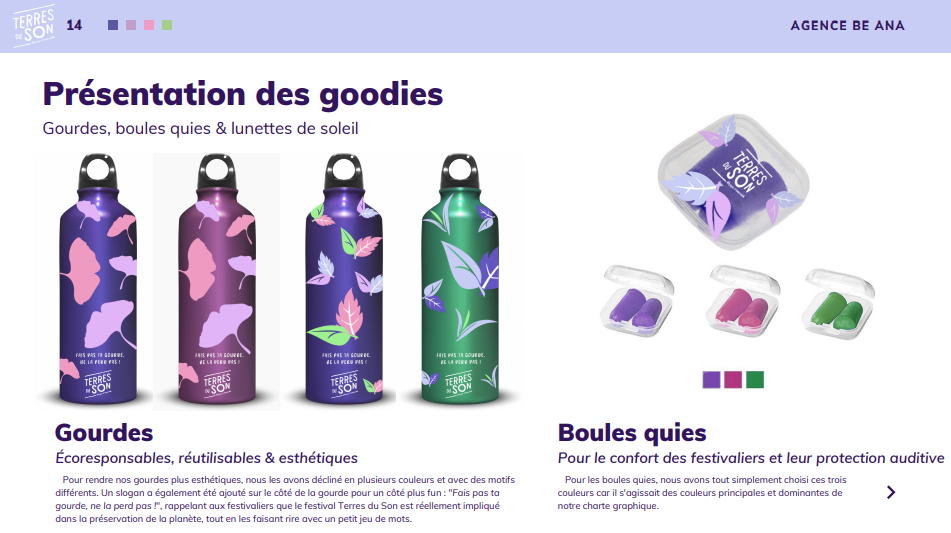 TERRES
DU SON
14
AGENCE BE ANA
Présentation des goodies
Gourdes, boules quies & lunettes de soleil
TERRES
DU SON
FAIS PAS TA GOURDE,
NE LA PERD PAS !
TERRES
DU SON
FAIS PAS TA GOURDE,
NE LA PERD PAS !
TERRES
DU SON
FAIS PAS TA GOURDE,
NE LA PERD PAS !
TERRES
DU SON
FAIS PAS TA GOURDE,
NE LA PERD PAS !
TERRES
DU SON
Gourdes
Écoresponsables, réutilisables & esthétiques
Pour rendre nos gourdes plus esthétiques, nous les avons décliné en plusieurs couleurs et avec des motifs
différents. Un slogan a également été ajouté sur le côté de la gourde pour un côté plus fun : "Fais pas ta
gourde, ne la perd pas !", rappelant aux festivaliers que le festival Terres du Son est réellement impliqué
dans la préservation de la planète, tout en les faisant rire avec un petit jeu de mots.
Boules quies
Pour le confort des festivaliers et leur protection auditive
Pour les boules quies, nous avons tout simplement choisi ces trois
couleurs car il s'agissait des couleurs principales et dominantes de
notre charte graphique.